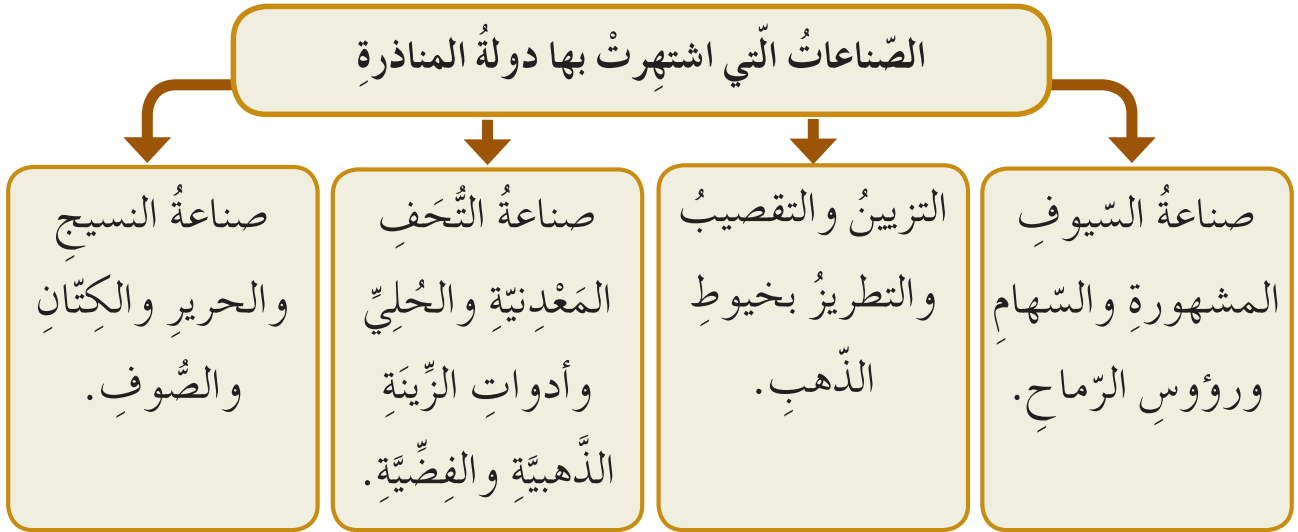 الصّناعاتُ الّتي اشتهِرتْ بها دولةُ المناذرةِ
صناعةُ السّيوفِ
المشهورةِ والسّهامِ
ورؤوسِ الرّماحِ.
التزيينُ والتقصيبُ
والتطريزُ بخيوطِ
الذّهبِ.
صناعةُ التُّحَفِ
المَعْدِنيّةِ والحُلِيِّ
وأدواتِ الزِّينَةِ
الذَّهبيَّةِ والفِضِّيَّةِ.
صناعةُ النسيجِ
والحريرِ والكِتّانِ
والصُّوفِ.